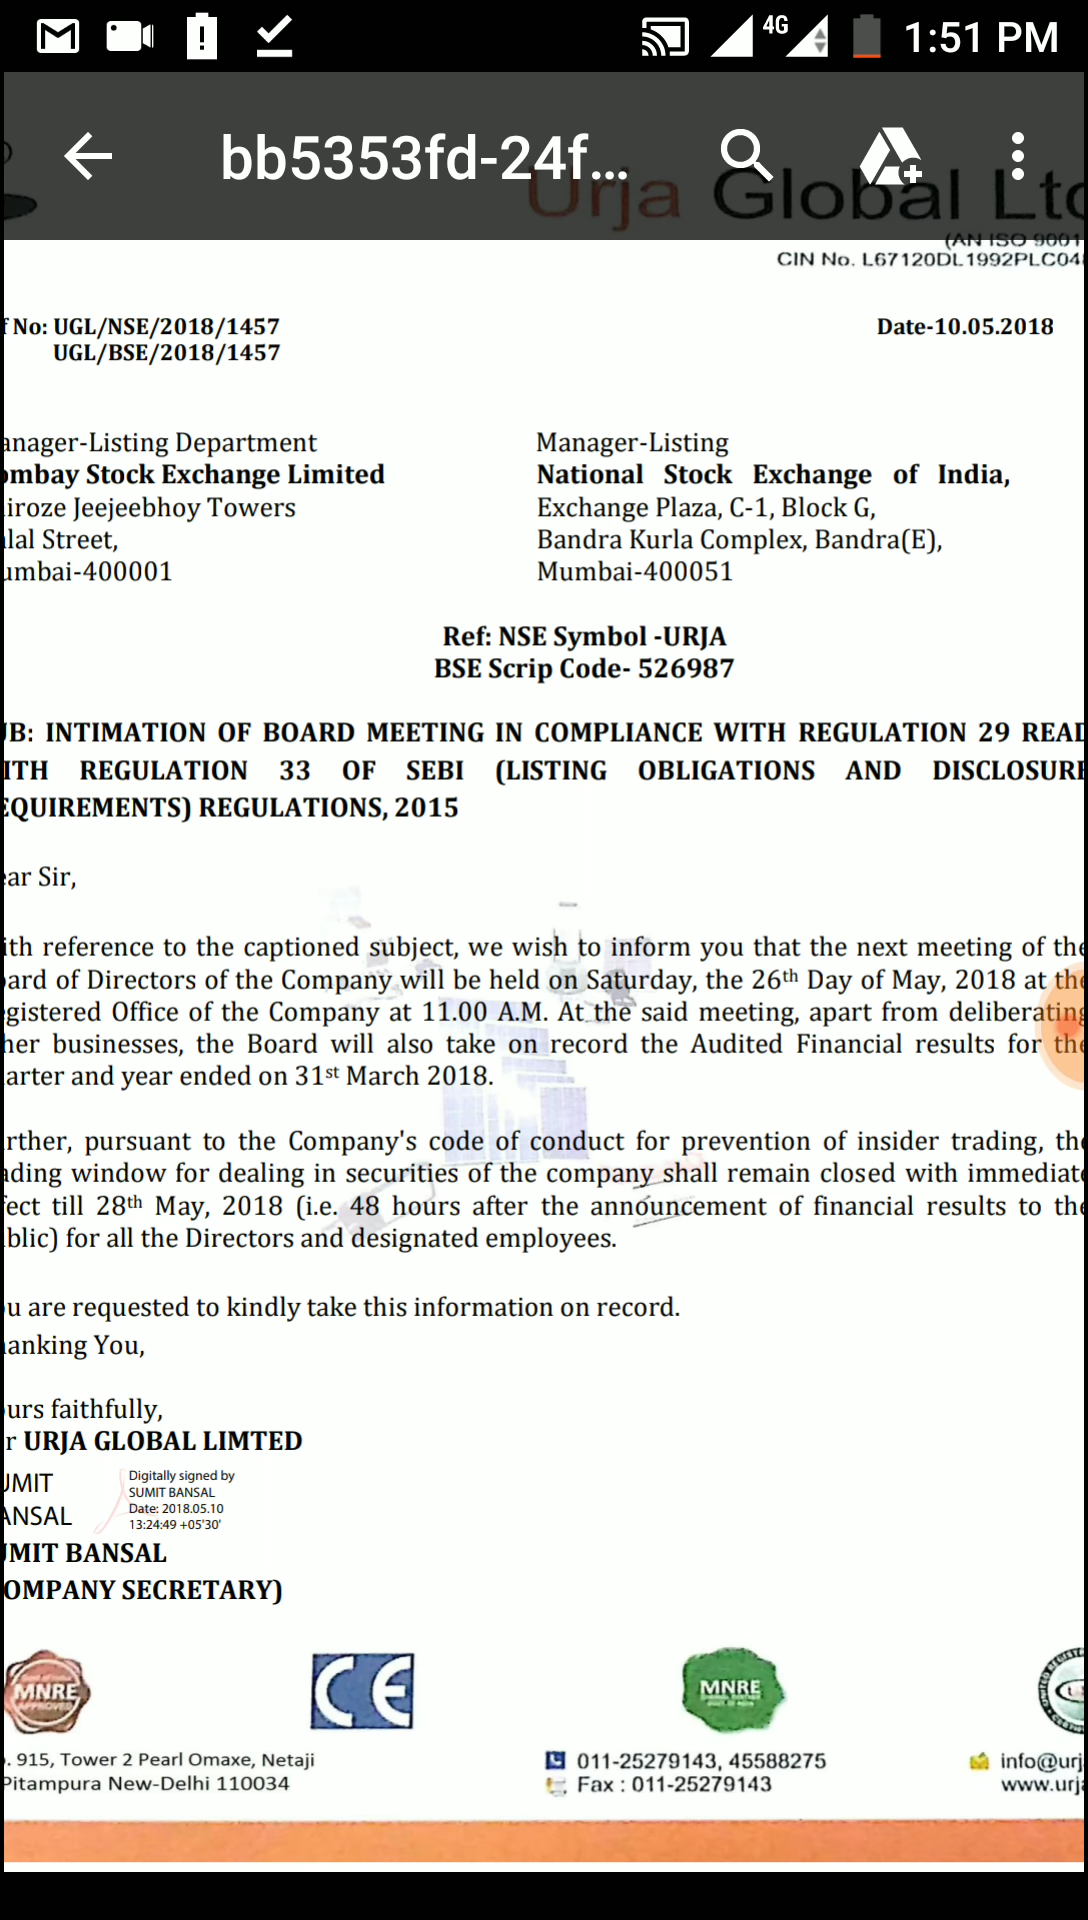 4G 1:51 PM
bb5353fd-24f...
Urja Global Ltd
(AN ISO 9001
CIN No. L67120DL1992PLC04
f No: UGL/NSE/2018/1457
UGL/BSE/2018/1457
Date-10.05.2018
anager-Listing Department
ombay Stock Exchange Limited
iroze Jeejeebhoy Towers
lal Street,
umbai-400001
Manager-Listing
National Stock Exchange of India,
Exchange Plaza, C-1, Block G,
Bandra Kurla Complex, Bandra(E),
Mumbai-400051
Ref: NSE Symbol -URJA
BSE Scrip Code- 526987
UB: INTIMATION OF BOARD MEETING IN COMPLIANCE WITH REGULATION 29 READ
ITH REGULATION 33 OF SEBI (LISTING OBLIGATIONS AND DISCLOSURE
EQUIREMENTS) REGULATIONS, 2015
ear Sir,
ith reference to the captioned subject, we wish to inform you that the next meeting of the
ard of Directors of the Company will be held on Saturday, the 26th Day of May, 2018 at the
egistered Office of the Company at 11.00 A.M. At the said meeting, apart from deliberating
her businesses, the Board will also take on record the Audited Financial results for the
arter and year ended on 31st March 2018.
rther, pursuant to the Company's code of conduct for prevention of insider trading, the
ading window for dealing in securities of the company shall remain closed with immediate
fect till 28th May, 2018 (i.e. 48 hours after the announcement of financial results to the
blic) for all the Directors and designated employees.
ou are requested to kindly take this information on record.
hanking You,
ours faithfully,
r URJA GLOBAL LIMTED
UMIT
ANSAL
Digitally signed by
SUMIT BANSAL
Date: 2018.05.10
13:24:49 +05'30'
UMIT BANSAL
OMPANY SECRETARY)
MNRE
APPROVED
CE
MNRE
. 915, Tower 2 Pearl Omaxe, Netaji
Pitampura New-Delhi 110034
011-25279143, 45588275
Fax : 011-25279143
info@urj
www.urj